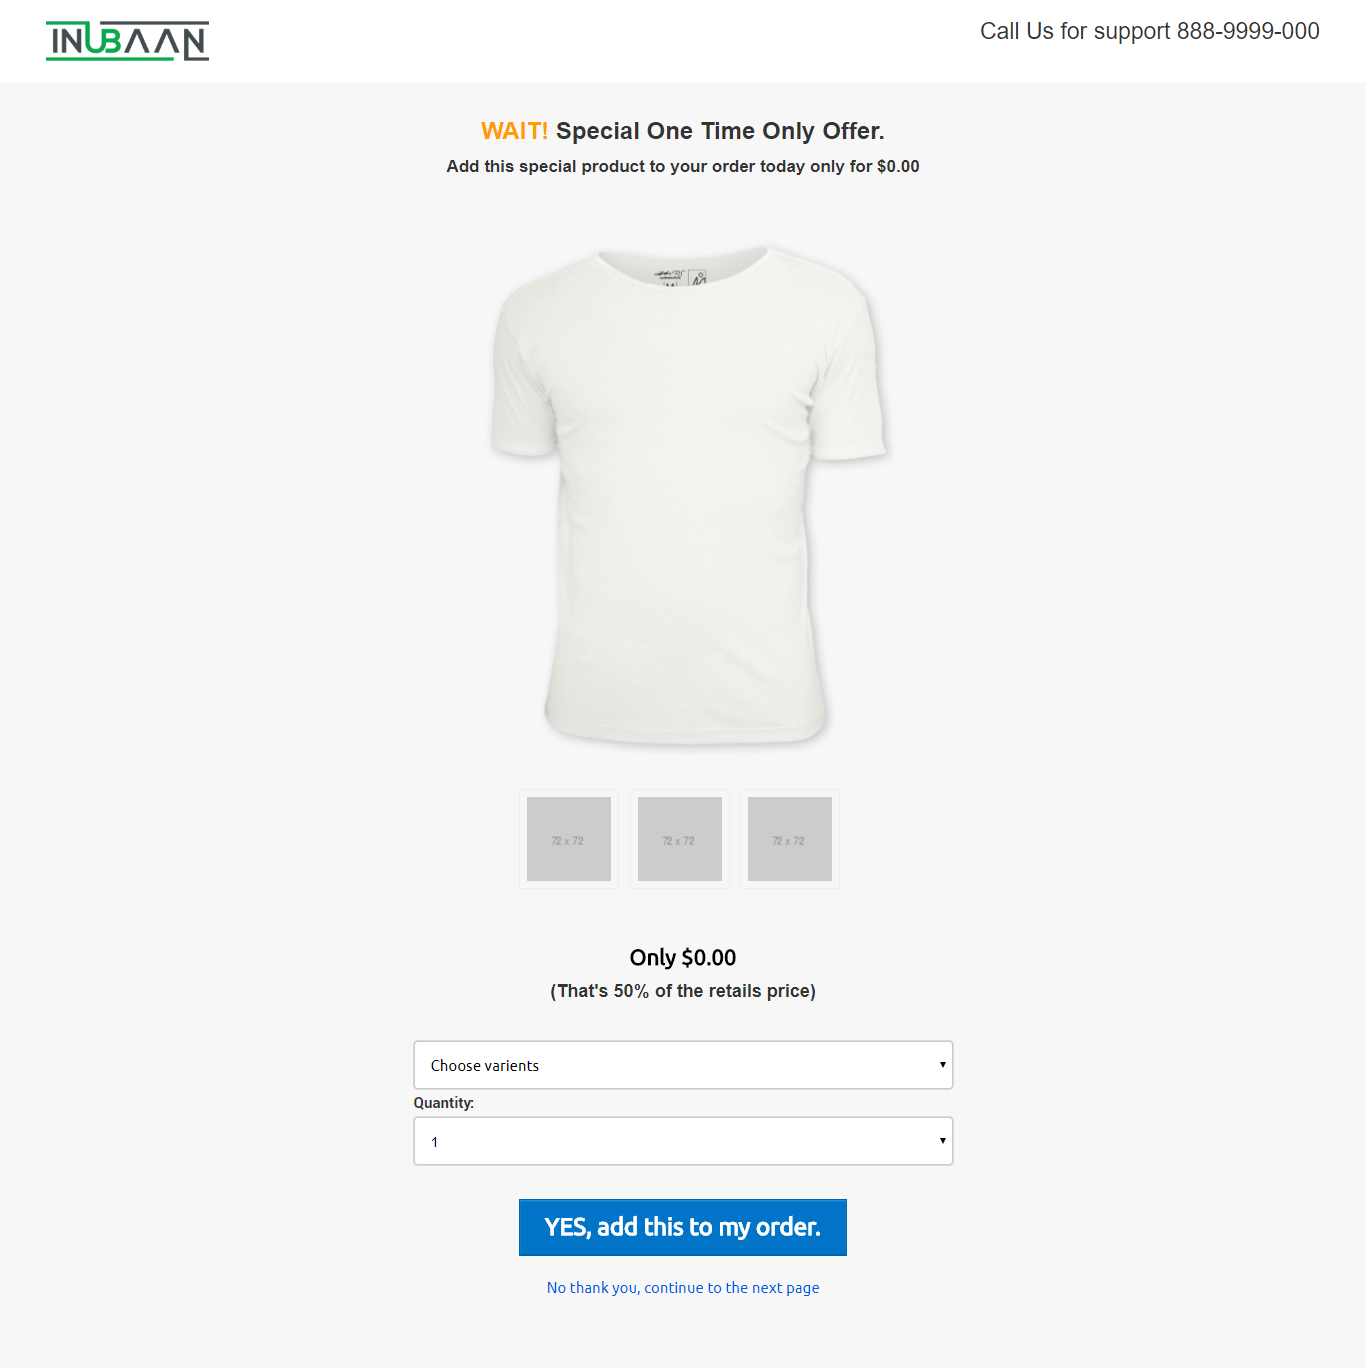 INUBAAN
Call Us for support 888-9999-000
WAIT! Special One Time Only Offer.
Add this special product to your order today only for $0.00
M
72 x 72
72 x 72
72 x 72
Only $0.00
(That's 50% of the retails price)
Choose varients
Quantity:
1
YES, add this to my order.
No thank you, continue to the next page